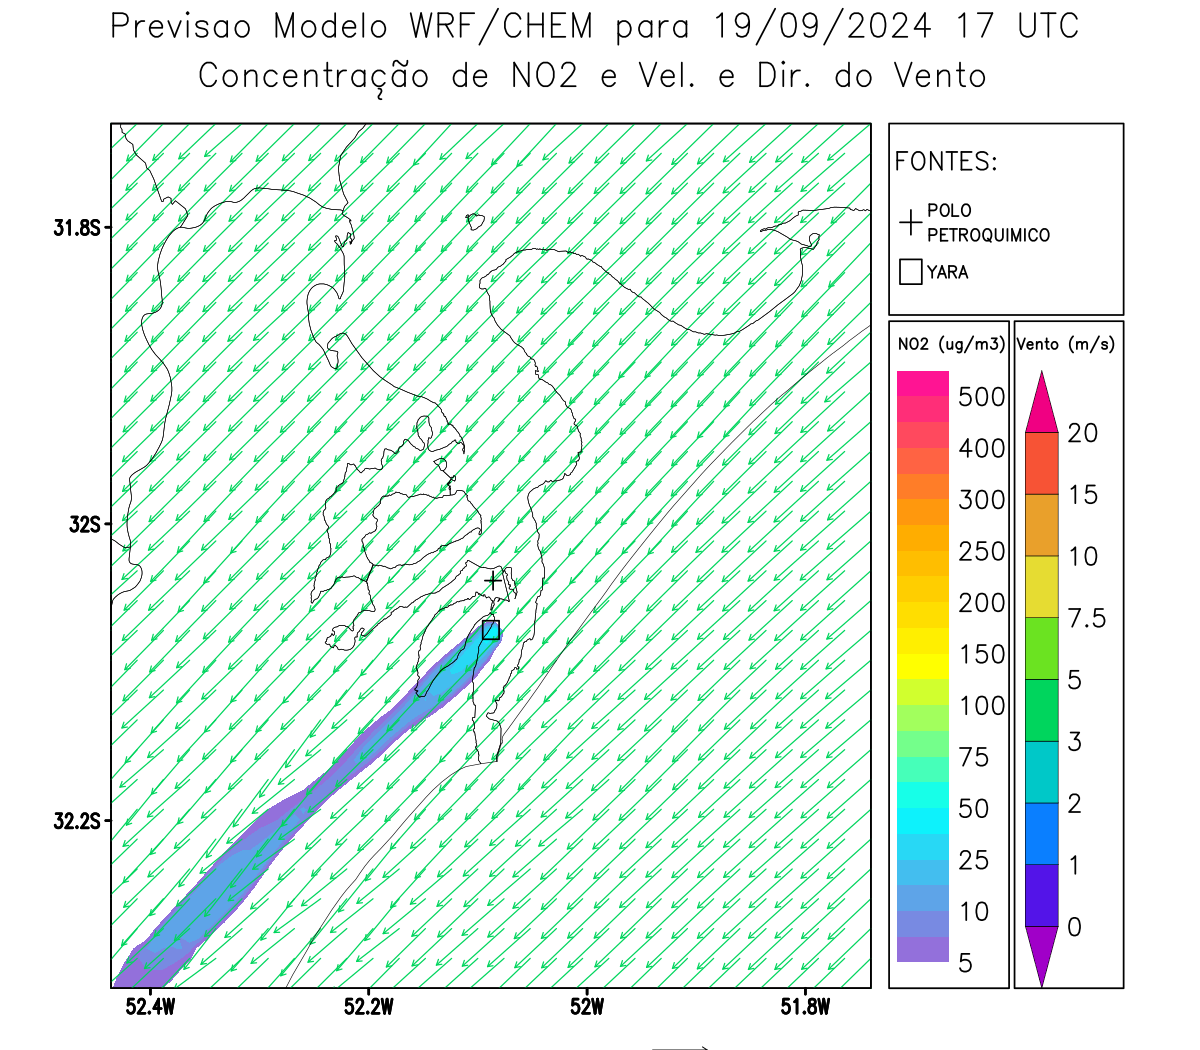 Previsao Modelo WRF/CHEM para 19/09/2024 17 UTC
Concentração de NO2 e Vel. e Dir. do Vento
FONTES:
POLO
PETROQUIMICO
YARA
NO2 (ug/m3)
500
400
300
250
200
150
100
75
50
25
10
5
Vento (m/s)
20
15
10
7.5
5
3
2
1
0
31.8S
32S
32.2S
52.4W
52.2W
52W
51.8W